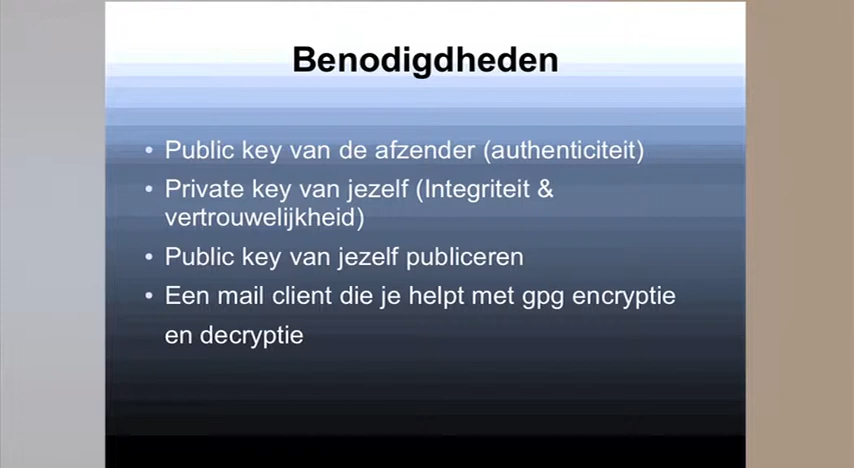 Benodigdheden
• Public key van de afzender (authenticiteit)
• Private key van jezelf (Integriteit &
vertrouwelijkheid)
• Public key van jezelf publiceren
• Een mail client die je helpt met gpg encryptie
en decryptie